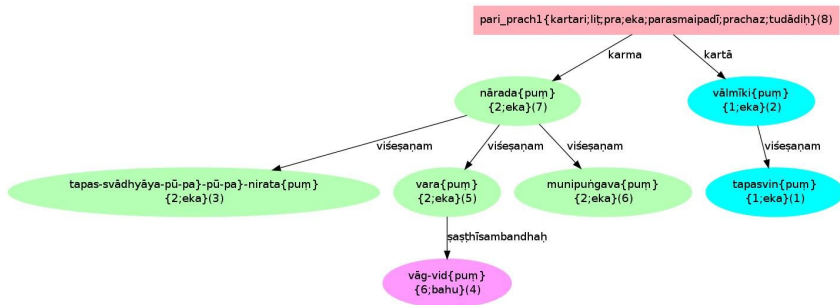 pari_prach1{kartari;liṭ;pra;eka;parasmaipadī;prachaz;tudādiḥ}(8)
karma
kartā
nārada{puṃ}
{2;eka}(7)
vālmīki{puṃ}
{1;eka}(2)
viśeṣaṇam
viśeṣaṇam
viśeṣaṇam
viśeṣaṇam
tapas-svādhyāya-pū-pa}-pū-pa}-nirata{puṃ}
{2;eka}(3)
vara{puṃ}
{2;eka}(5)
munipuṅgava{puṃ}
{2;eka}(6)
tapasvin{puṃ}
{1;eka}(1)
ṣaṣṭhīsambandhaḥ
vāg-vid{puṃ}
{6;bahu}(4)